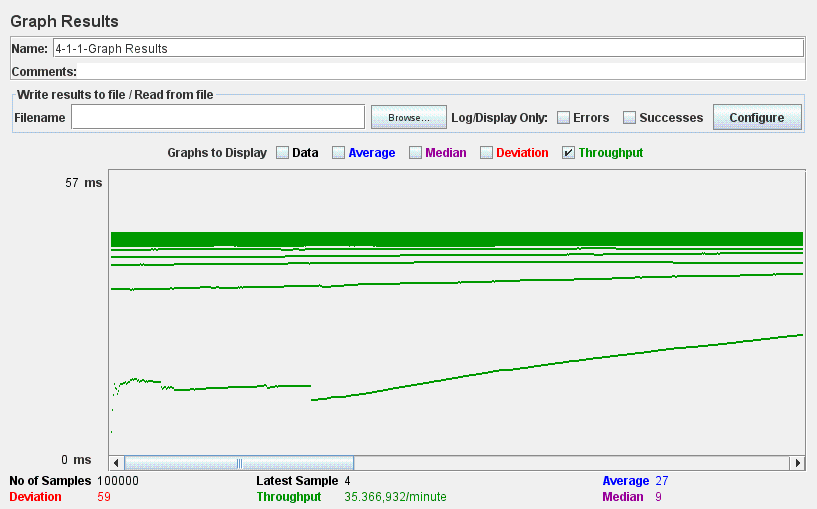 Graph Results
Name: 4-1-1-Graph Results
Comments:
Write results to file / Read from file
Filename Browse... Log/Display Only: Errors Successes Configure
Graphs to Display Data Average Median Deviation Throughput
57 ms
0 ms
No of Samples 100000 Latest Sample 4 Average 27
Deviation 59 Throughput 35.366,932/minute Median 9